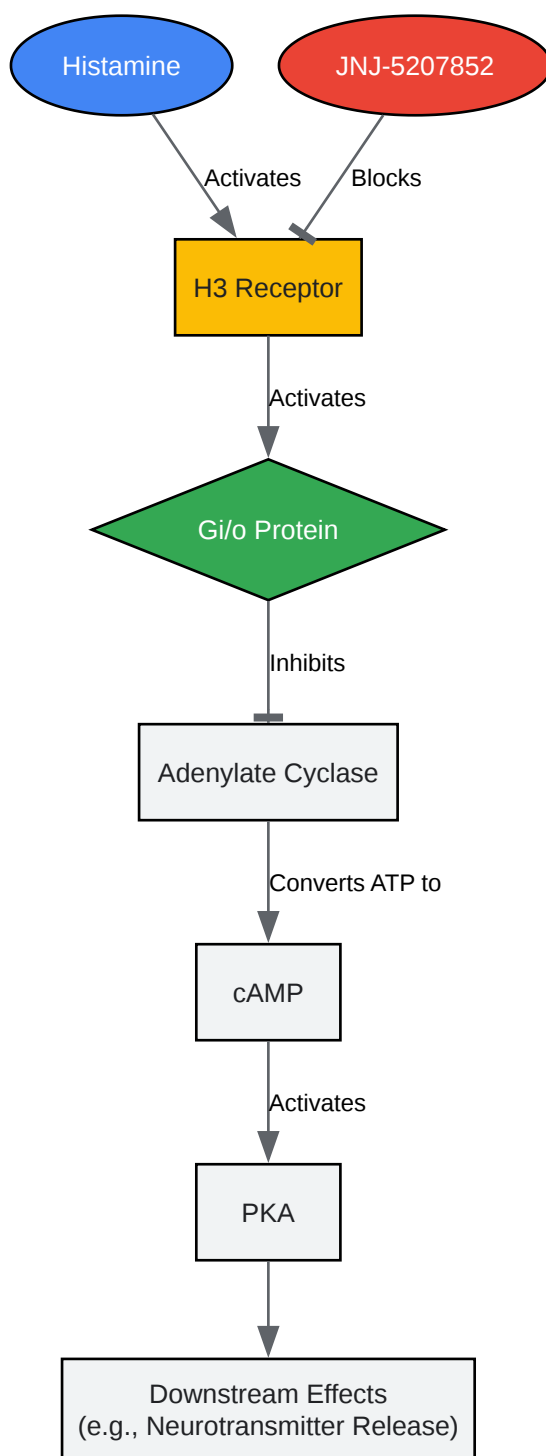 Histamine
JNJ-5207852
Activates
Blocks
H3 Receptor
Activates
Gi/o Protein
Inhibits
Adenylate Cyclase
Converts ATP to
cAMP
Activates
PKA
Downstream Effects
(e.g., Neurotransmitter Release)